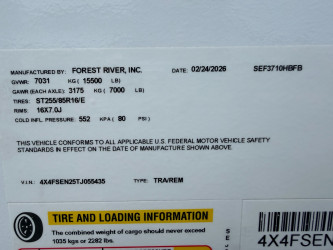 MANUFACTURED BY: FOREST RIVER, INC. DATE: 02/24/2026 SEF3710HBFB
GVWR: 7031 KG ( 15500 LB)
GAWR (EACH AXLE): 3175 KG ( 7000 LB)
TIRES: ST255/85R16/E
RIMS: 16X7.0J
COLD INFL. PRESSURE: 552 KPA ( 80 PSI)
THIS VEHICLE CONFORMS TO ALL APPLICABLE U.S. FEDERAL MOTOR VEHICLE SAFETY
STANDARDS IN EFFECT ON THE DATE OF MANUFACTURE SHOWN ABOVE.
V.I.N.: 4X4FSEN25TJ055435 TYPE: TRA/REM
TIRE AND LOADING INFORMATION
The combined weight of cargo should never exceed
1035 kgs or 2282 lbs.
4X4FSEN